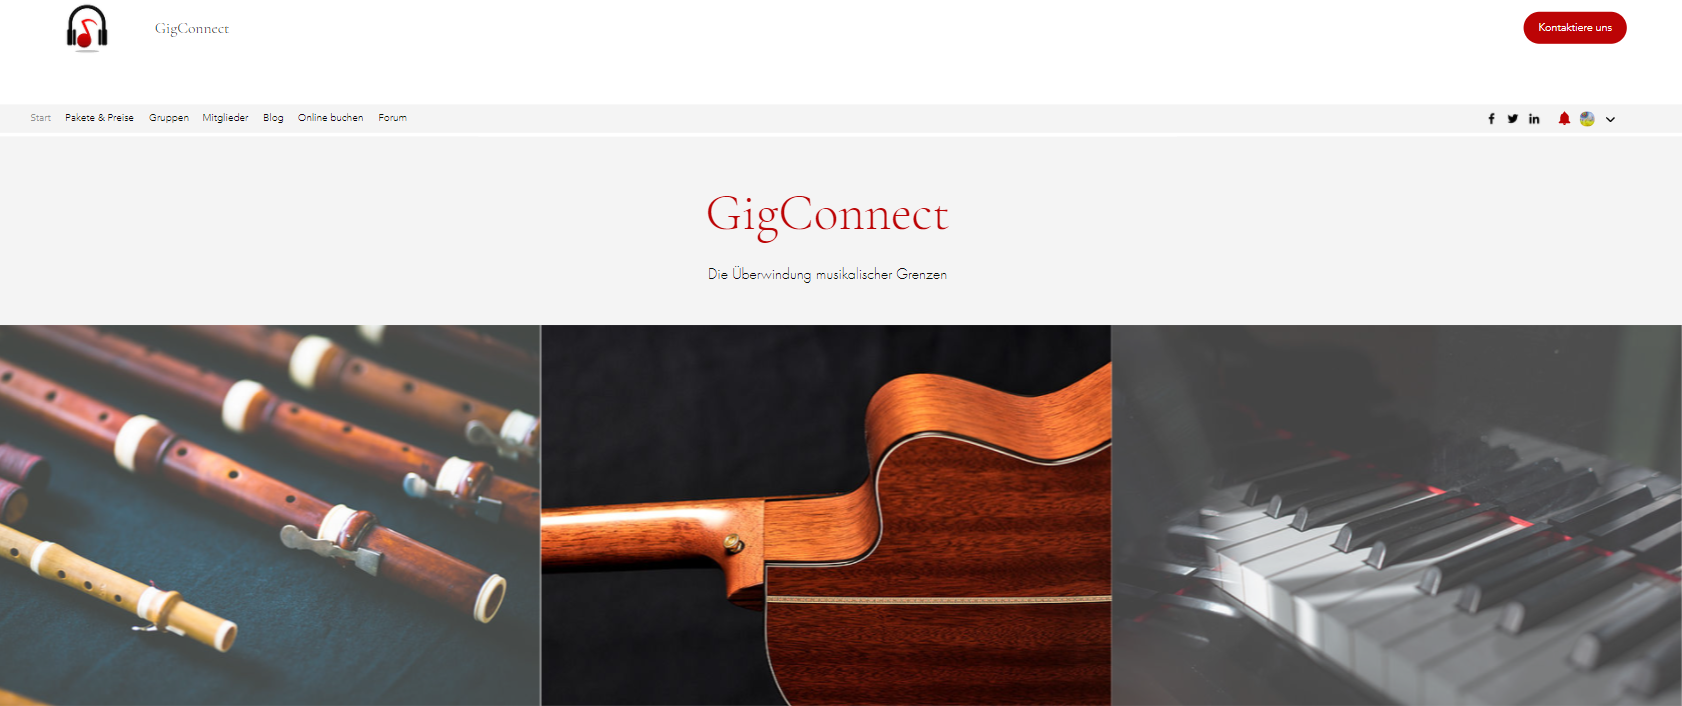 GigConnect
Kontaktiere uns
Start Pakete & Preise Gruppen Mitglieder Blog Online buchen Forum
GigConnect
Die Überwindung musikalischer Grenzen